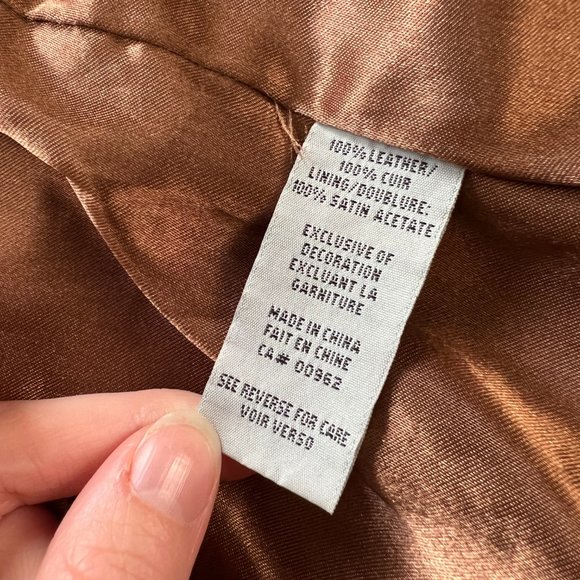 100% LEATHER/
100% CUIR
LINING/DOUBLURE:
100% SATIN ACETATE
EXCLUSIVE OF
DECORATION
EXCLUANT LA
GARNITURE
MADE IN CHINA
FAIT EN CHINE
CA# 00962
SEE REVERSE FOR CARE
VOIR VERSO